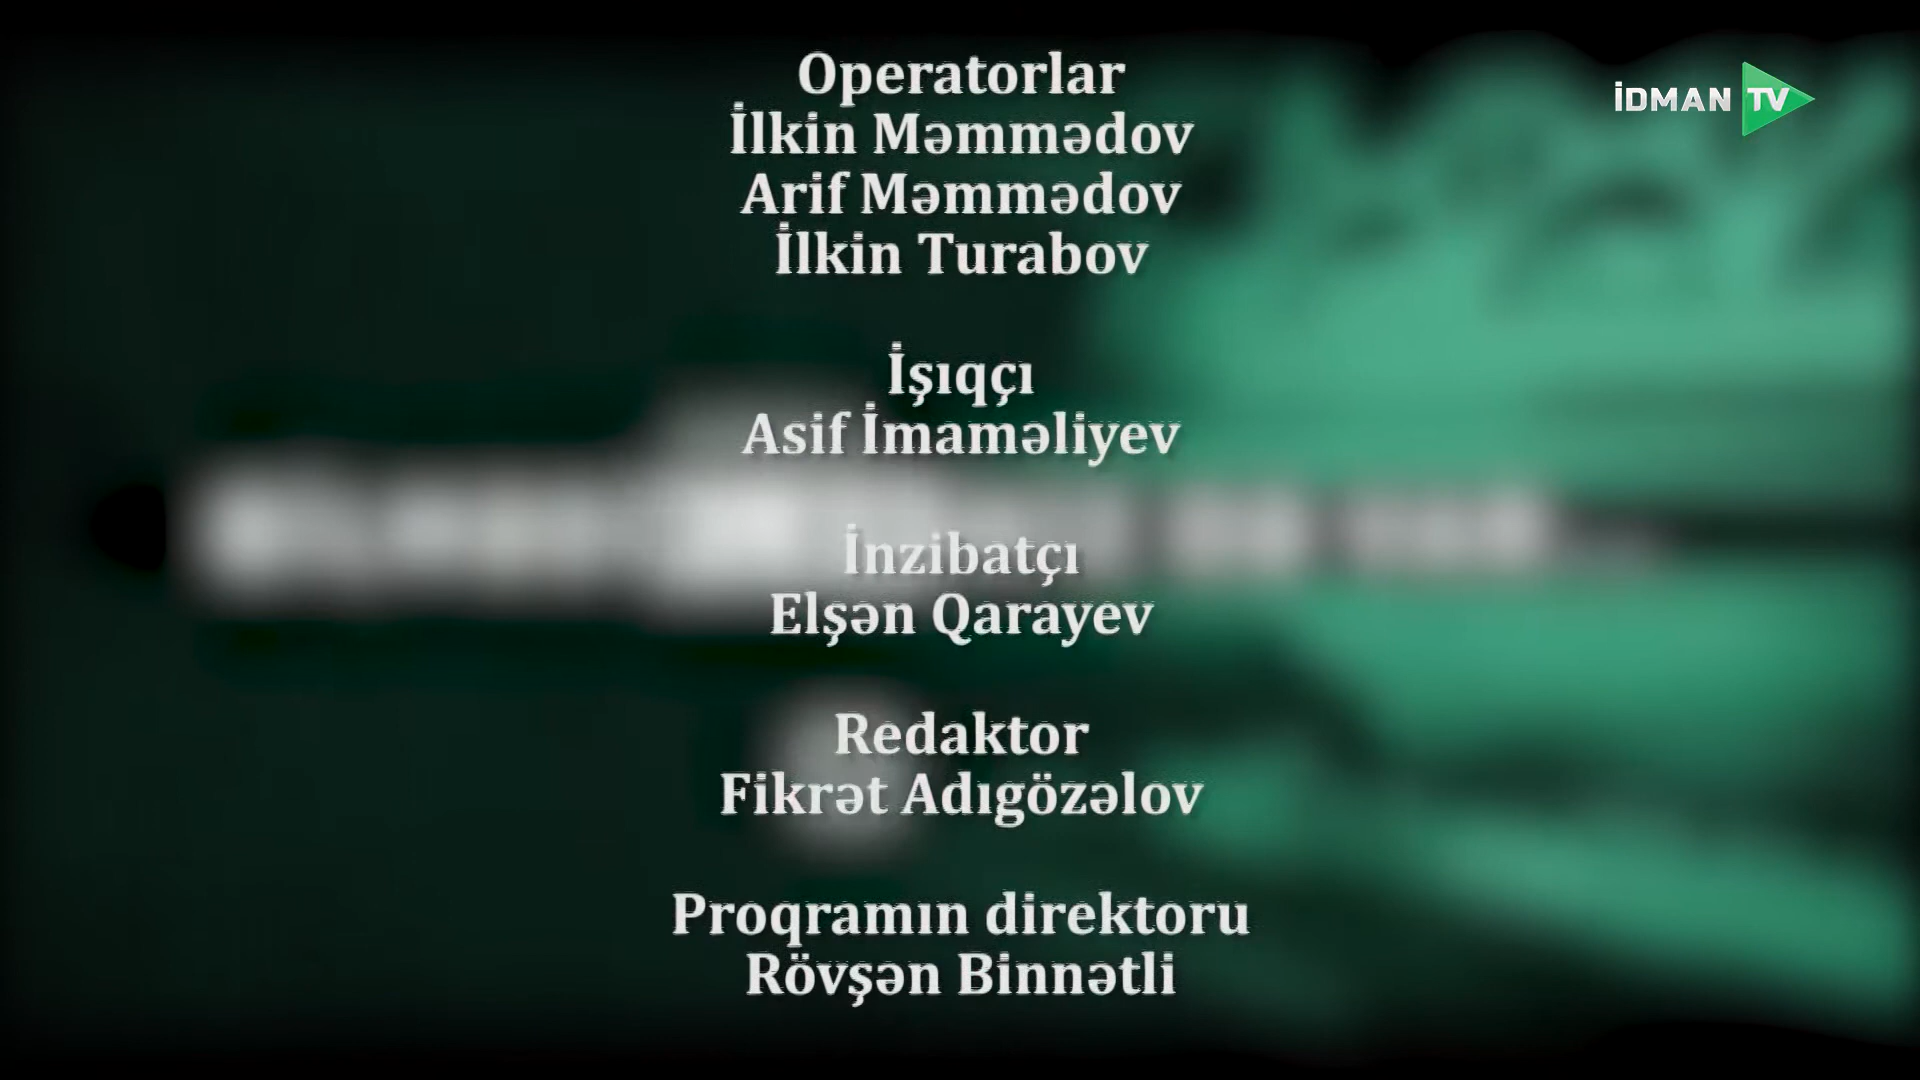 Operatorlar
İlkin Məmmədov
Arif Məmmədov
İlkin Turabov
İşıqçı
Asif İmaməliyev
İnzibatçı
Elşən Qarayev
Redaktor
Fikrət Adıgözəlov
Proqramın direktoru
Rövşən Binnətli
İDMAN TV